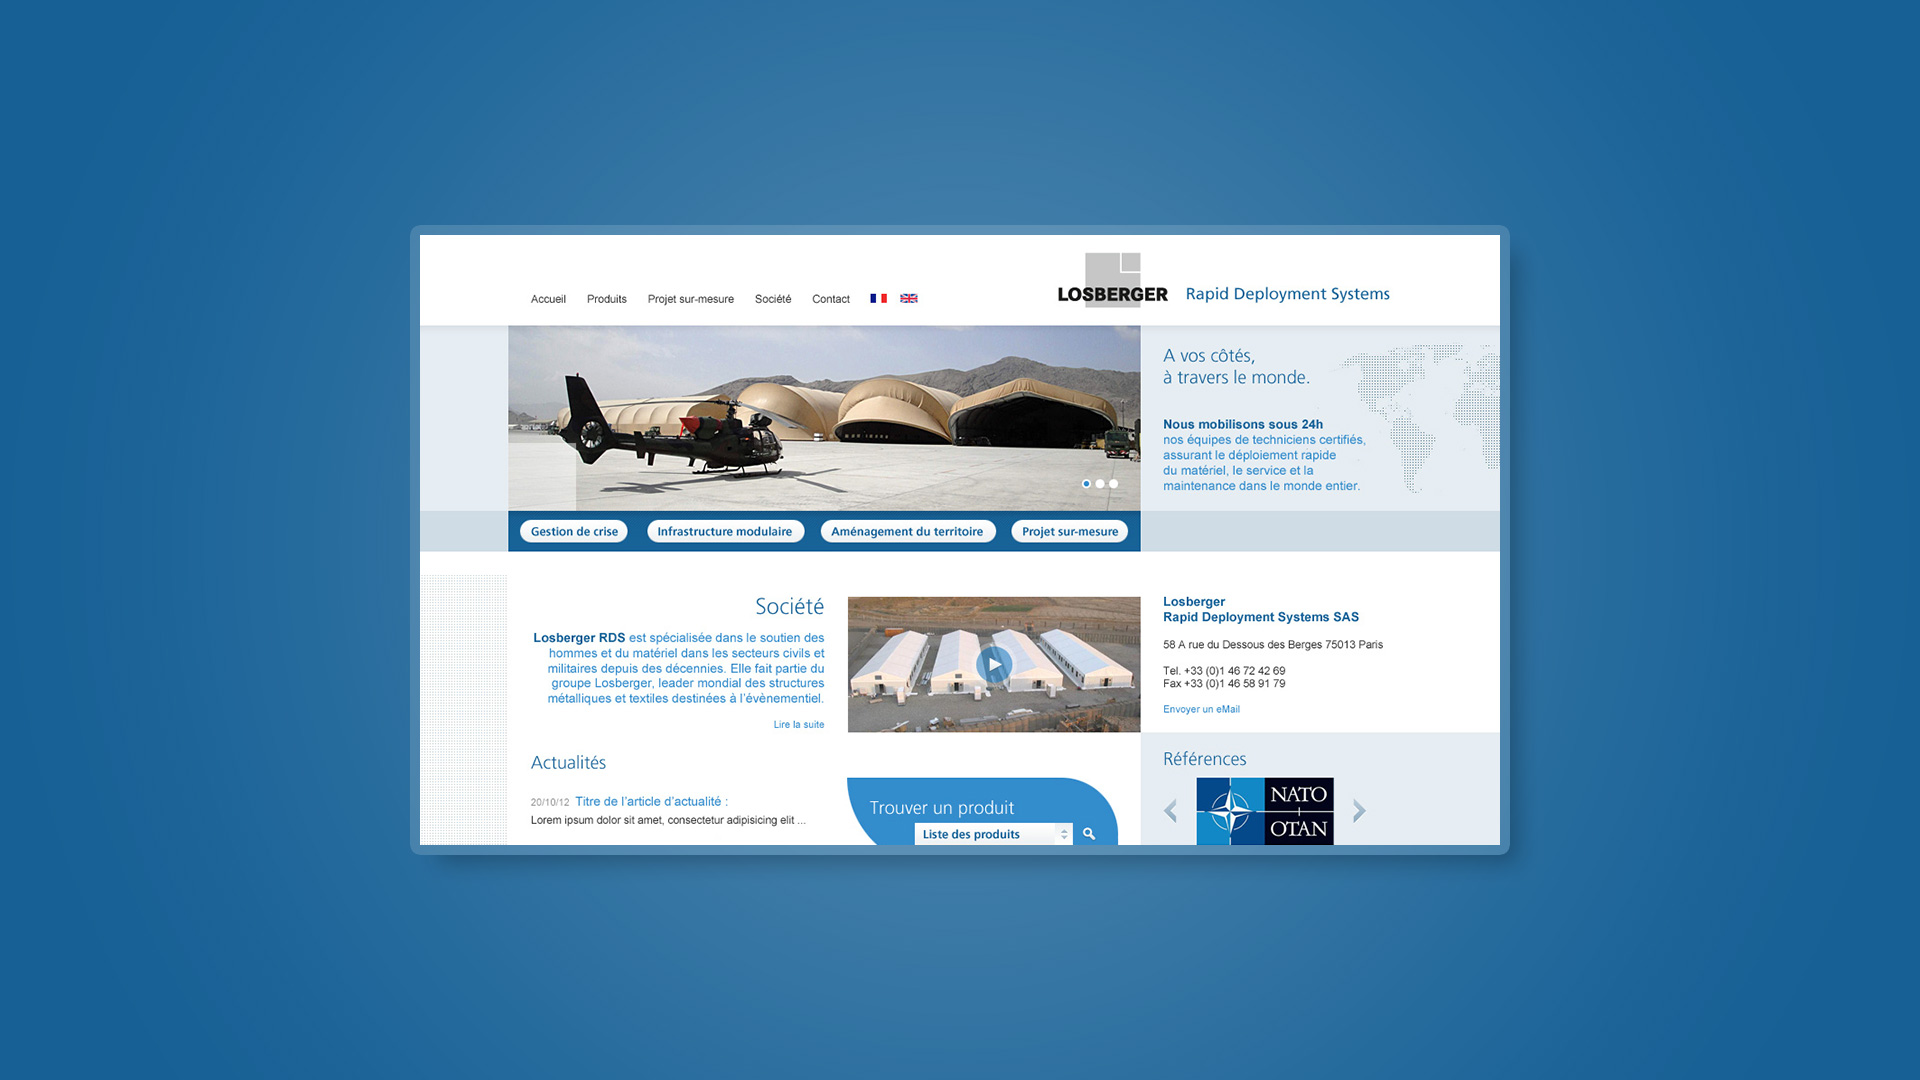 Accueil
Produits
Projet sur-mesure
Société
Contact
LOSBERGER
Rapid Deployment Systems
A vos côtés,
à travers le monde.
Nous mobilisons sous 24h
nos équipes de techniciens certifiés,
assurant le déploiement rapide
du matériel, le service et la
maintenance dans le monde entier.
Gestion de crise
Infrastructure modulaire
Aménagement du territoire
Projet sur-mesure
Société
Losberger RDS est spécialisée dans le soutien des
hommes et du matériel dans les secteurs civils et
militaires depuis des décennies. Elle fait partie du
groupe Losberger, leader mondial des structures
métalliques et textiles destinées à l'évènementiel.
Lire la suite
Losberger
Rapid Deployment Systems SAS
58 A rue du Dessous des Berges 75013 Paris
Tel. +33 (0)1 46 72 42 69
Fax +33 (0)1 46 58 91 79
Envoyer un eMail
Actualités
20/10/12 Titre de l'article d'actualité :
Lorem ipsum dolor sit amet, consectetur adipisicing elit ...
Trouver un produit
Liste des produits
Références
NATO
OTAN